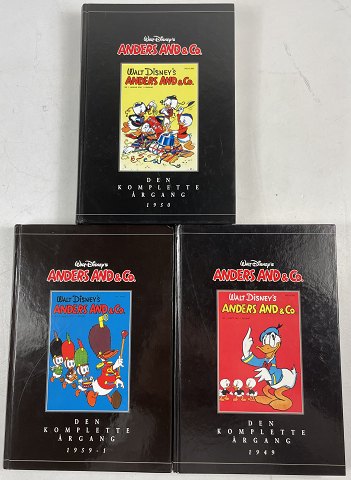 Walt Disney's
ANDERS AND & Co.
WALT DISNEY'S
ANDERS AND & Co.
DEN
KOMPLETTE
ÅRGANG
1950
Walt Disney's
ANDERS AND & Co.
WALT DISNEY'S
ANDERS AND & Co.
DEN
KOMPLETTE
ÅRGANG
1959-1
Walt Disney's
ANDERS AND & Co.
WALT DISNEY'S
ANDERS AND & Co
DEN
KOMPLETTE
ÅRGANG
1949